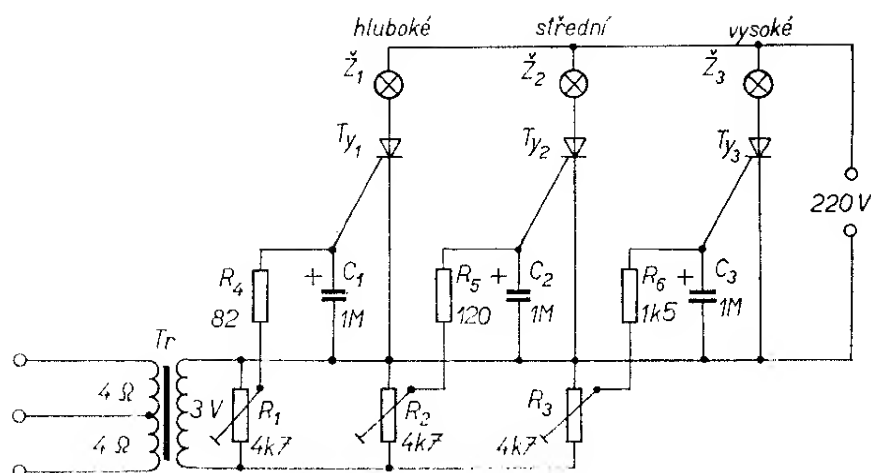 hluboké
střední
vysoké
Ž1
Ž2
Ž3
Ty1
Ty2
Ty3
220 V
R4
82
+ C1
1M
R5
120
+ C2
1M
R6
1k5
+ C3
1M
Tr
4 Ω
4 Ω
3 V
R1
4k7
R2
4k7
R3
4k7